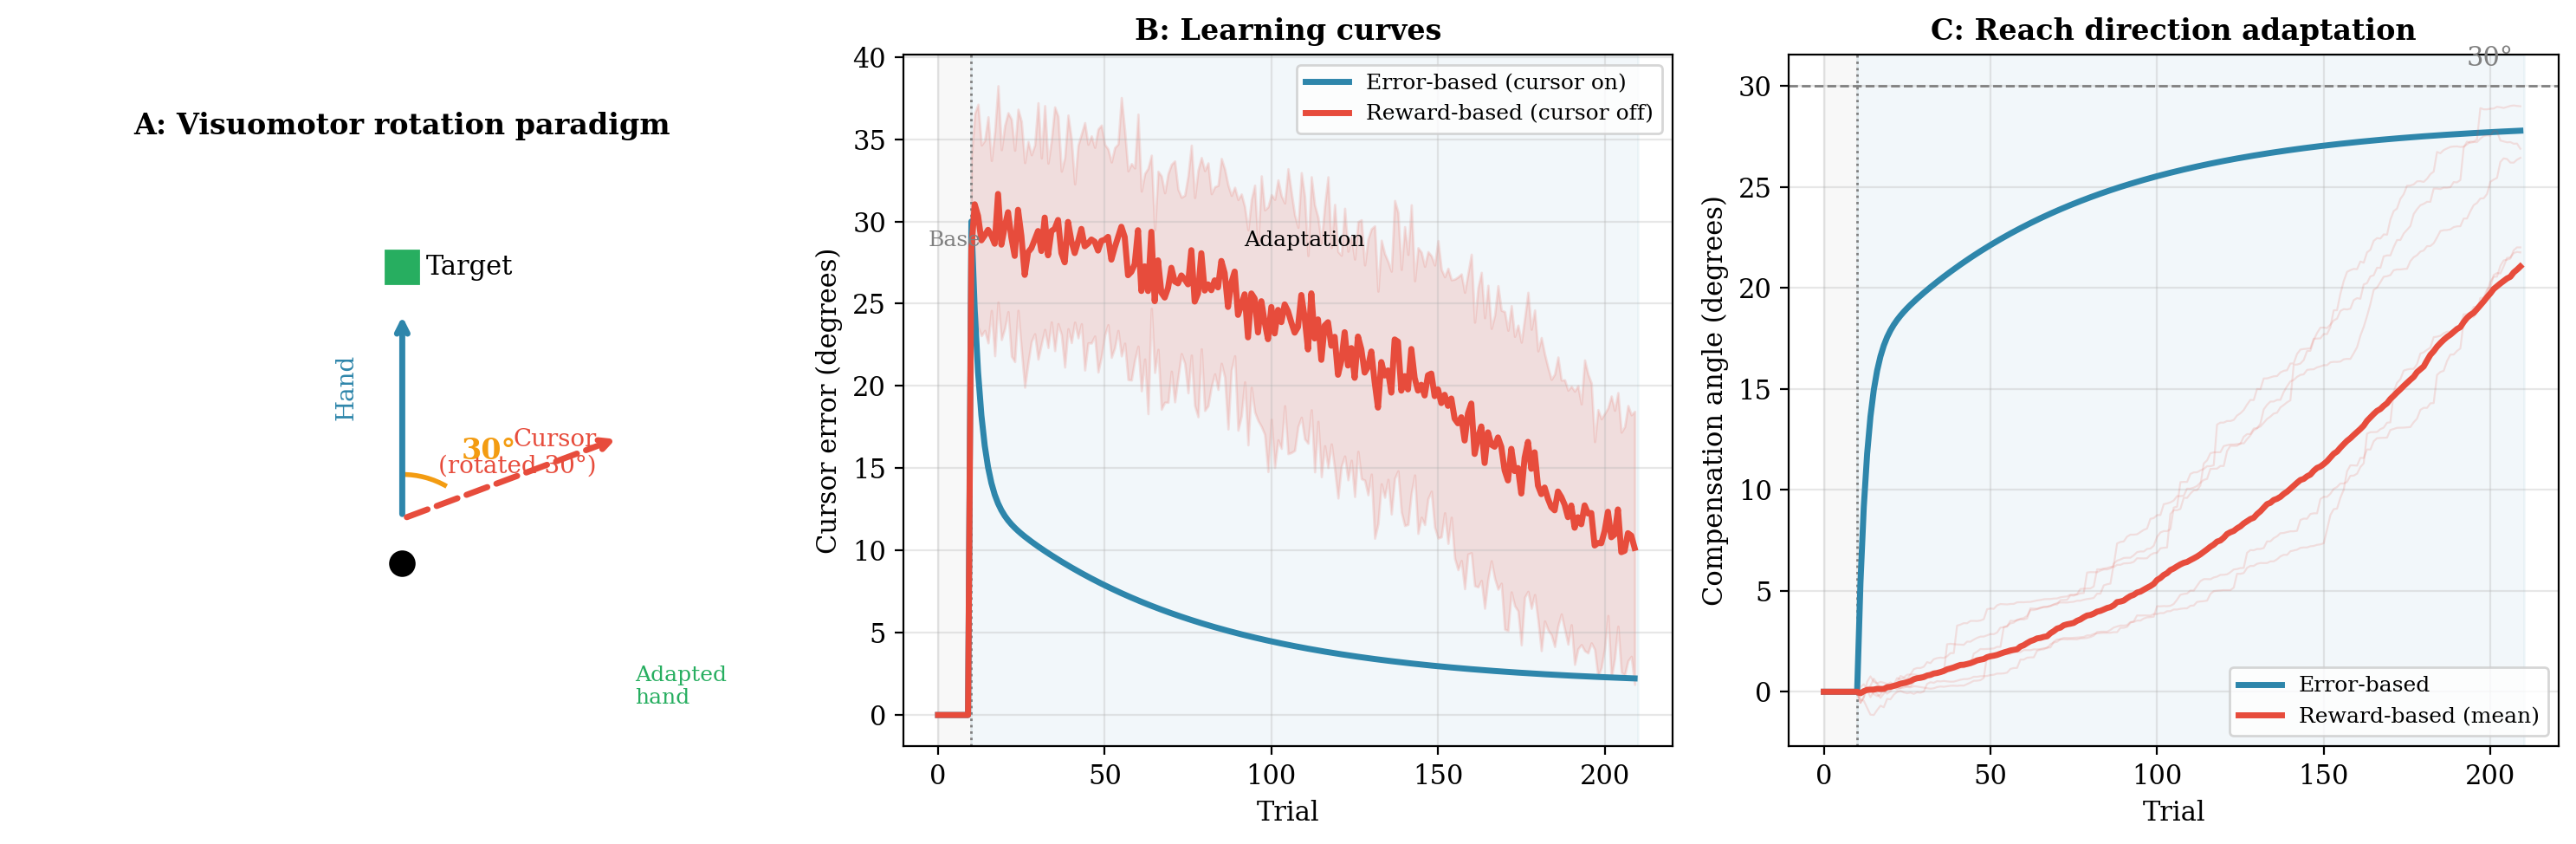 A: Visuomotor rotation paradigm
Target
Hand
30°
Cursor
(rotated 30°)
Adapted
hand
B: Learning curves
Error-based (cursor on)
Reward-based (cursor off)
Base
Adaptation
Cursor error (degrees)
40
35
30
25
20
15
10
5
0
0 50 100 150 200
Trial
C: Reach direction adaptation
30°
Compensation angle (degrees)
30
25
20
15
10
5
0
Error-based
Reward-based (mean)
0 50 100 150 200
Trial